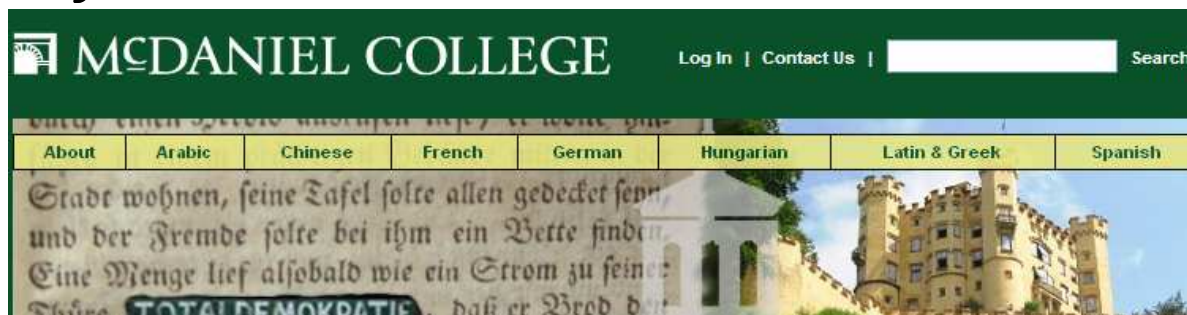 McDANIEL COLLEGE
Log In | Contact Us |
Search
About Arabic Chinese French German Hungarian Latin & Greek Spanish
Stadt wohnen, seine Tafel solte allen gedecket seyn,
und der Fremde solte bei ihm ein Bette finden
Eine Menge lief alsobald wie ein Strom zu seiner
TOTALDEMOKRATIE, daß er Brod